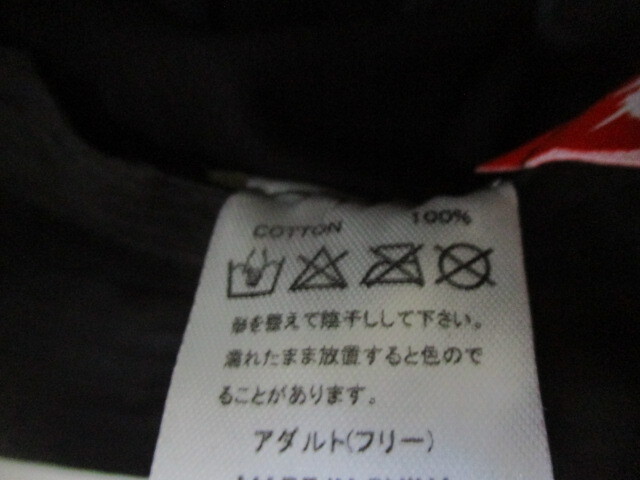 COTTON 100%
形を整えて陰干しして下さい。
濡れたまま放置すると色ので
ることがあります。
アダルト(フリー)